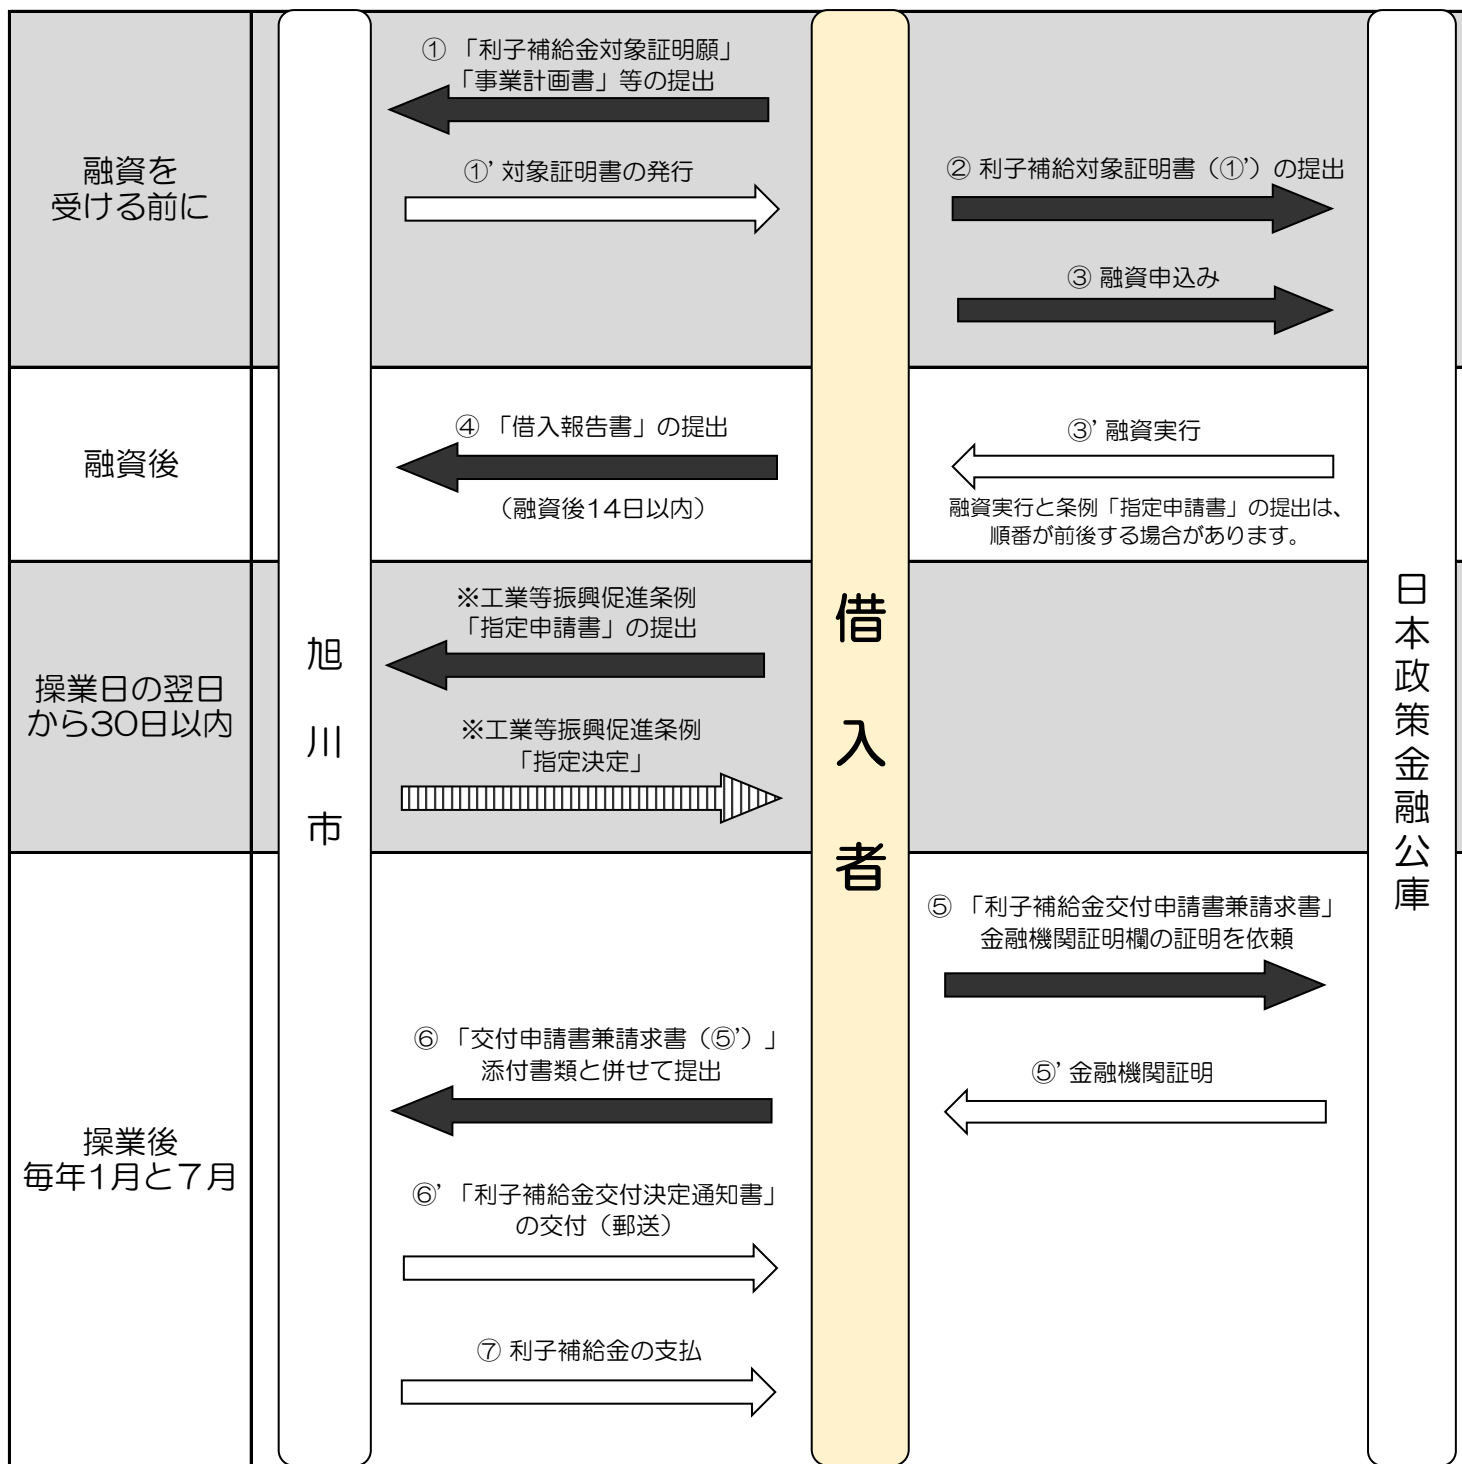 融資を
受ける前に
① 「利子補給金対象証明願」
「事業計画書」等の提出
①’ 対象証明書の発行
② 利子補給対象証明書（①’）の提出
③ 融資申込み
融資後
④ 「借入報告書」の提出
（融資後14日以内）
③’ 融資実行
融資実行と条例「指定申請書」の提出は、
順番が前後する場合があります。
操業日の翌日
から30日以内
※工業等振興促進条例
「指定申請書」の提出
※工業等振興促進条例
「指定決定」
旭川市
借入者
日本政策金融公庫
操業後
毎年1月と７月
⑤ 「利子補給金交付申請書兼請求書」
金融機関証明欄の証明を依頼
⑤’ 金融機関証明
⑥ 「交付申請書兼請求書（⑤’）」
添付書類と併せて提出
⑥’ 「利子補給金交付決定通知書」
の交付（郵送）
⑦ 利子補給金の支払